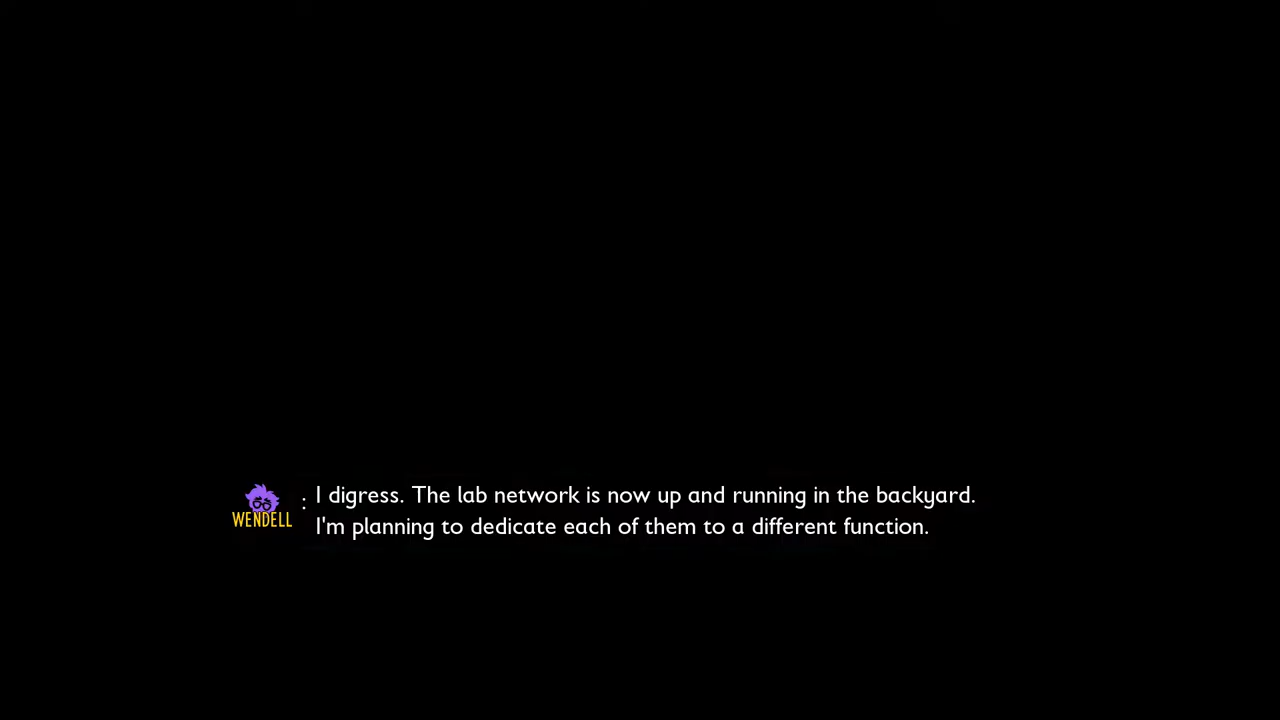 WENDELL : I digress. The lab network is now up and running in the backyard.
I'm planning to dedicate each of them to a different function.